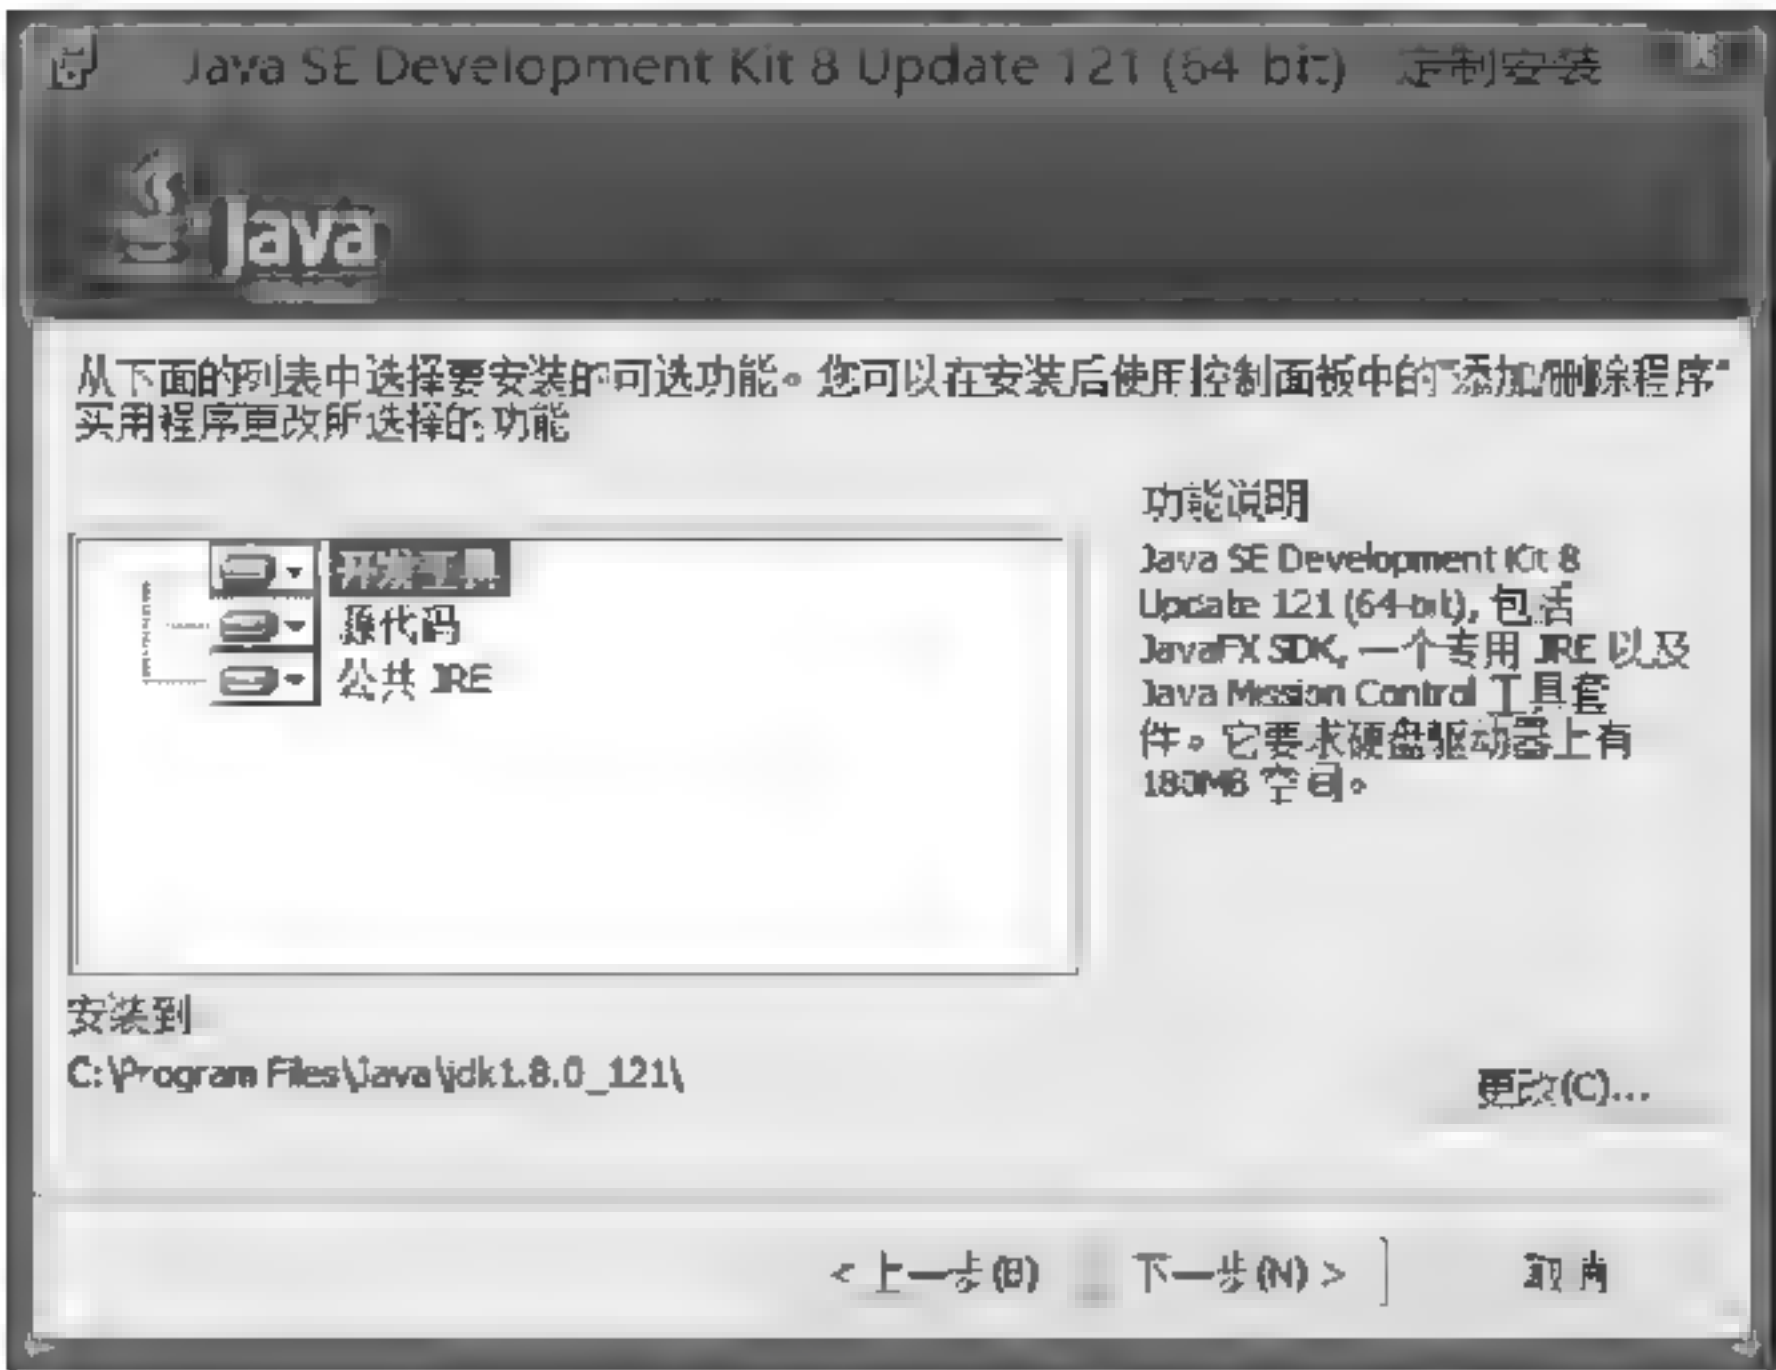 Java SE Development Kit 8 Update 121 (64-bit) - 定制安装
Java
从下面的列表中选择要安装的可选功能。您可以在安装后使用控制面板中的"添加/删除程序"
实用程序更改所选择的功能
功能说明
开发工具
原代码
公共 JRE
Java SE Development Kit 8
Update 121 (64-bit), 包括
JavaFX SDK, 一个专用 JRE 以及
Java Mission Control 工具套
件。它要求硬盘驱动器上有
180MB 空间。
安装到
C:\Program Files\Java\jdk1.8.0_121\
更改(C)...
< 上一步(B)
下一步(N) >
取消